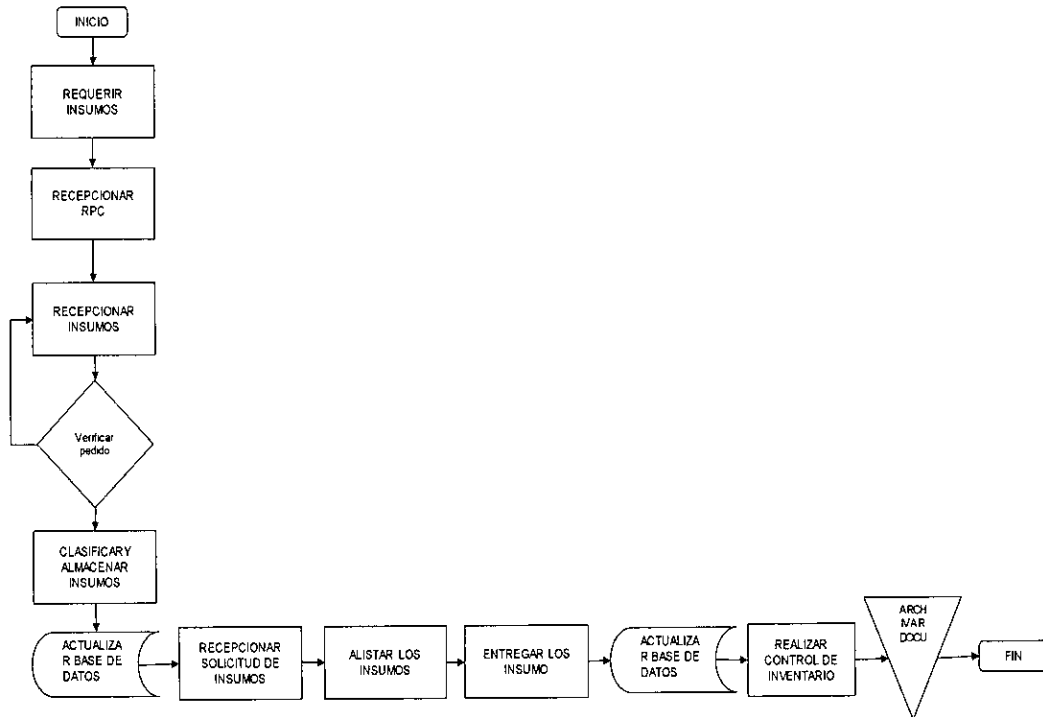 INICIO
REQUERIR
INSUMOS
RECEPCIONAR
RPC
RECEPCIONAR
INSUMOS
Verificar
pedido
CLASIFICAR Y
ALMACENAR
INSUMOS
ACTUALIZA
R BASE DE
DATOS
RECEPCIONAR
SOLICITUD DE
INSUMOS
ALISTAR LOS
INSUMOS
ENTREGAR LOS
INSUMO
ACTUALIZA
R BASE DE
DATOS
REALIZAR
CONTROL DE
INVENTARIO
ARCH
IVAR
DOCU
FIN